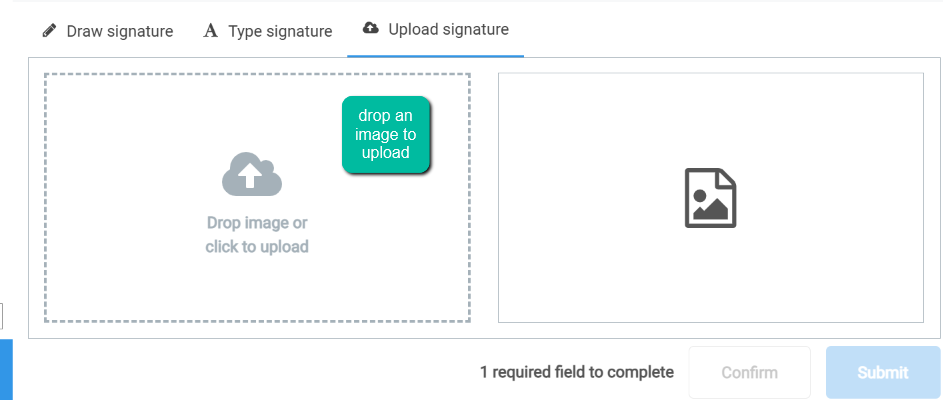 Draw signature
Type signature
Upload signature
drop an
image to
upload
Drop image or
click to upload
1 required field to complete
Confirm
Submit